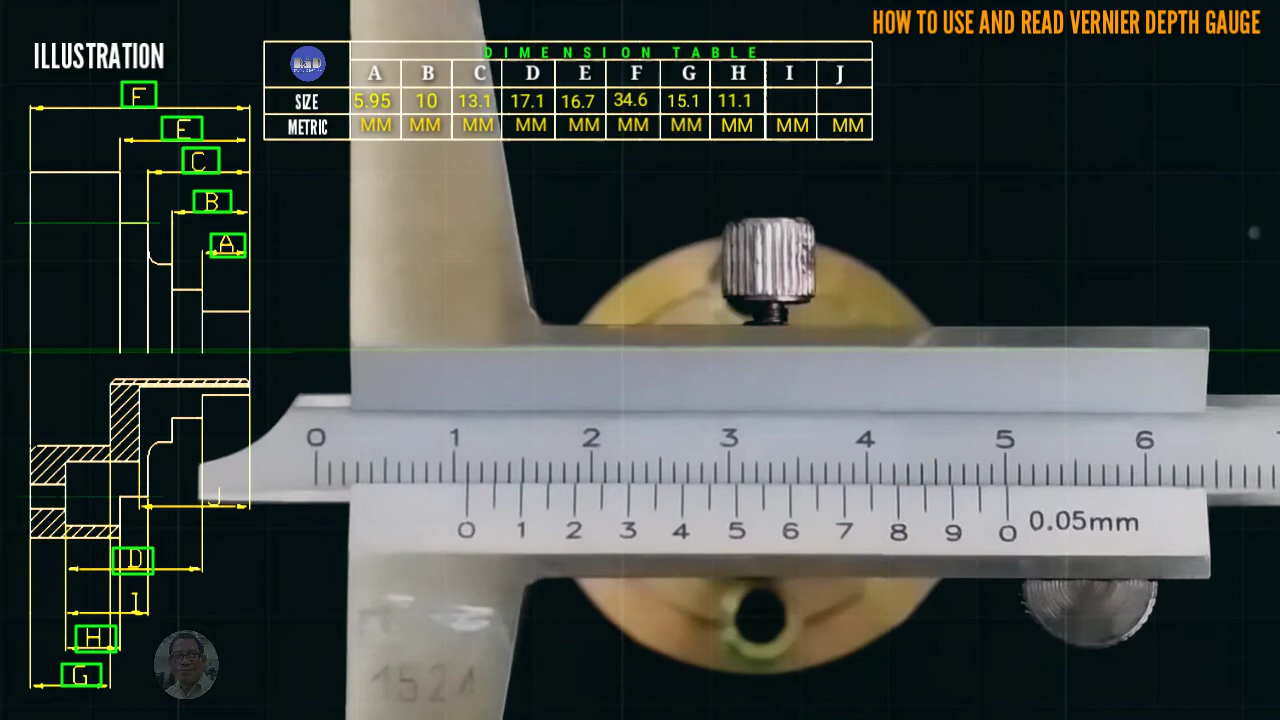 HOW TO USE AND READ VERNIER DEPTH GAUGE
ILLUSTRATION
DIMENSION TABLE
A B C D E F G H I J
SIZE 5.95 10 13.1 17.1 16.7 34.6 15.1 11.1
METRIC MM MM MM MM MM MM MM MM MM MM
F
E
C
B
A
0 1 2 3 4 5 6
J
0 1 2 3 4 5 6 7 8 9 0 0.05mm
D
I
H
G
1524